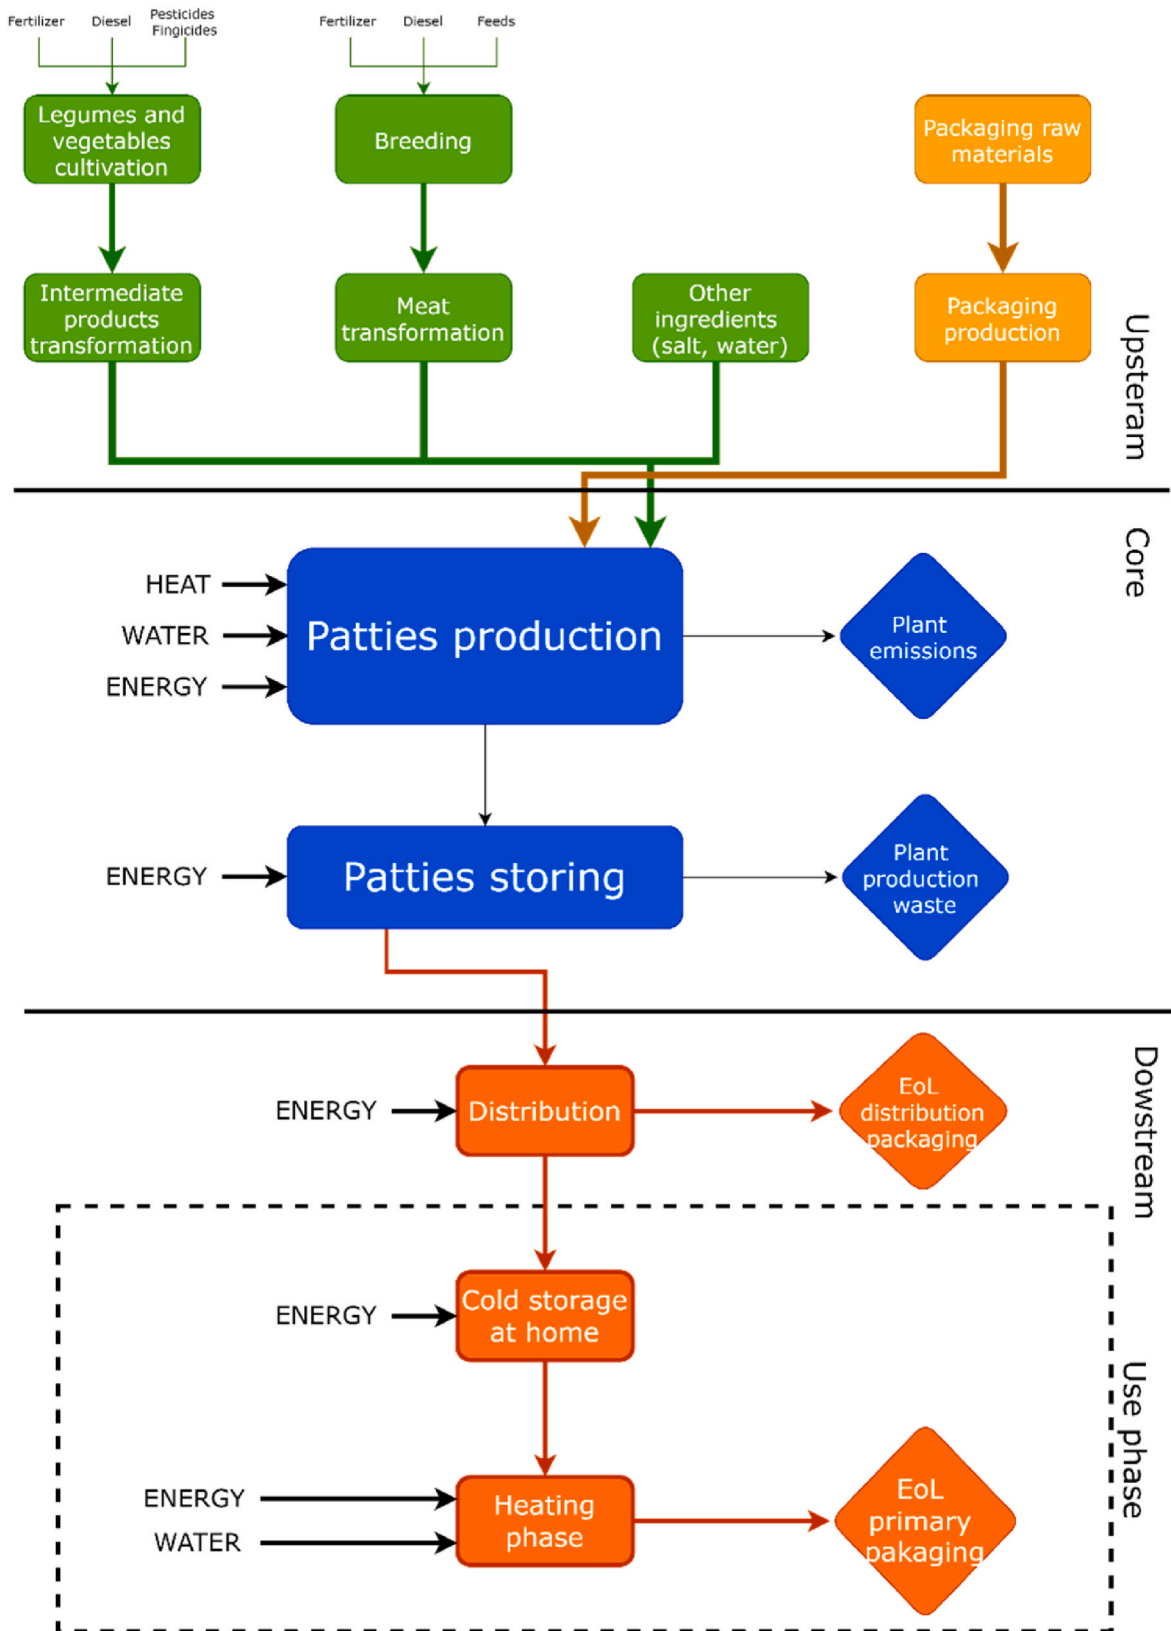 Fertilizer
Diesel
Pesticides
Fingicides
Fertilizer
Diesel
Feeds
Legumes and
vegetables
cultivation
Breeding
Packaging raw
materials
Intermediate
products
transformation
Meat
transformation
Other
ingredients
(salt, water)
Packaging
production
Upsteram
Core
HEAT
WATER
ENERGY
Patties production
Plant
emissions
ENERGY
Patties storing
Plant
production
waste
Dowstream
ENERGY
Distribution
EoL
distribution
packaging
ENERGY
Cold storage
at home
Use phase
ENERGY
WATER
Heating
phase
EoL
primary
pakaging